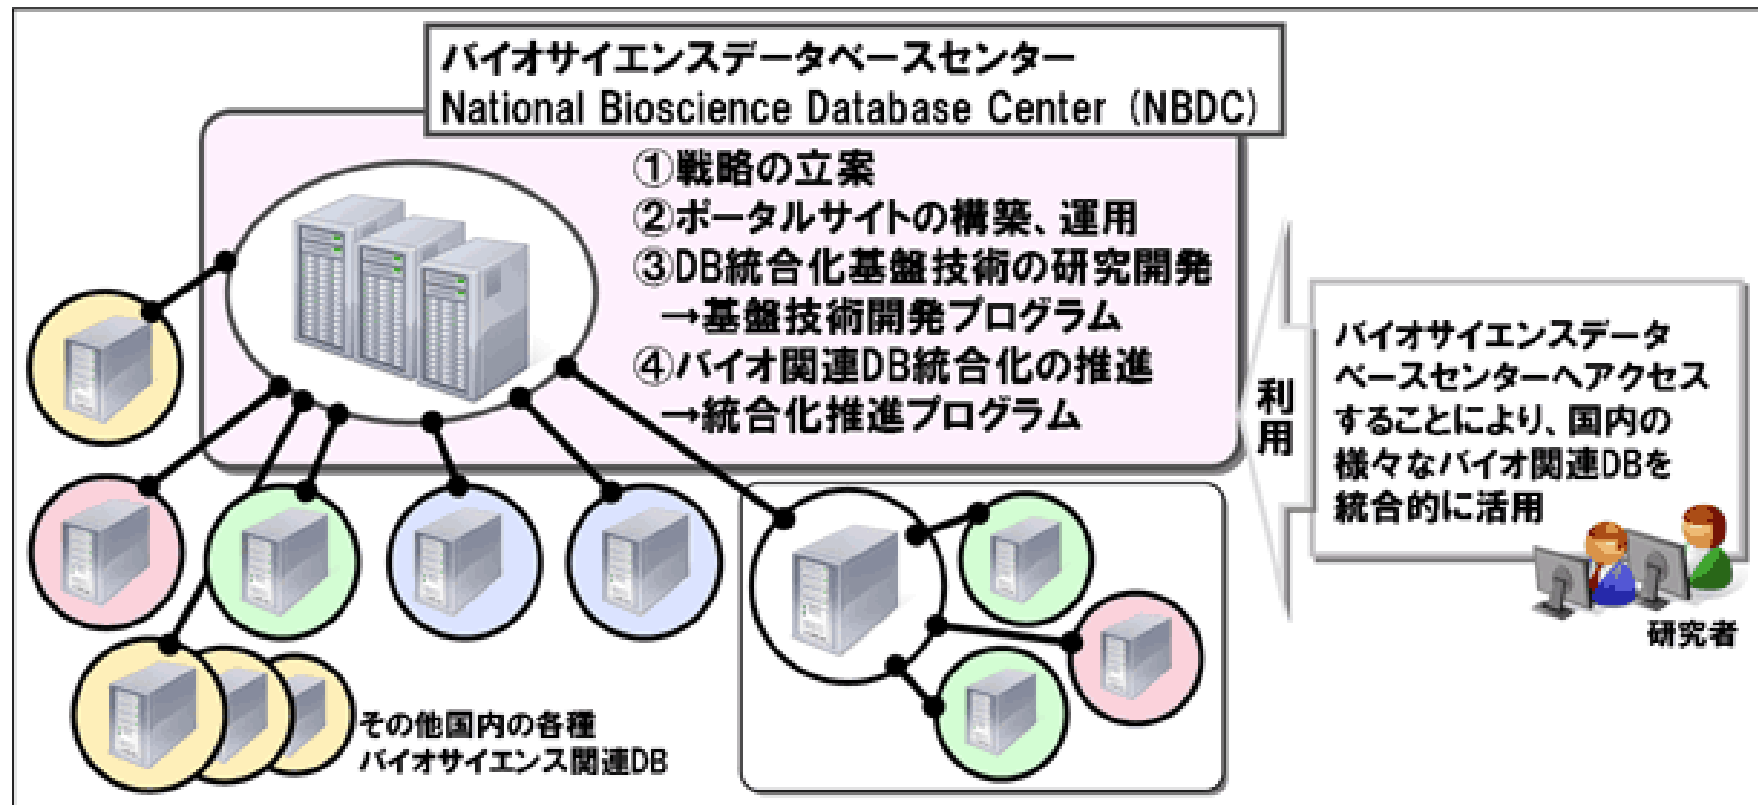 バイオサイエンスデータベースセンター
National Bioscience Database Center (NBDC)
①戦略の立案
②ポータルサイトの構築、運用
③DB統合化基盤技術の研究開発
→基盤技術開発プログラム
④バイオ関連DB統合化の推進
→統合化推進プログラム
利用
バイオサイエンスデータ
ベースセンターへアクセス
することにより、国内の
様々なバイオ関連DBを
統合的に活用
研究者
その他国内の各種
バイオサイエンス関連DB